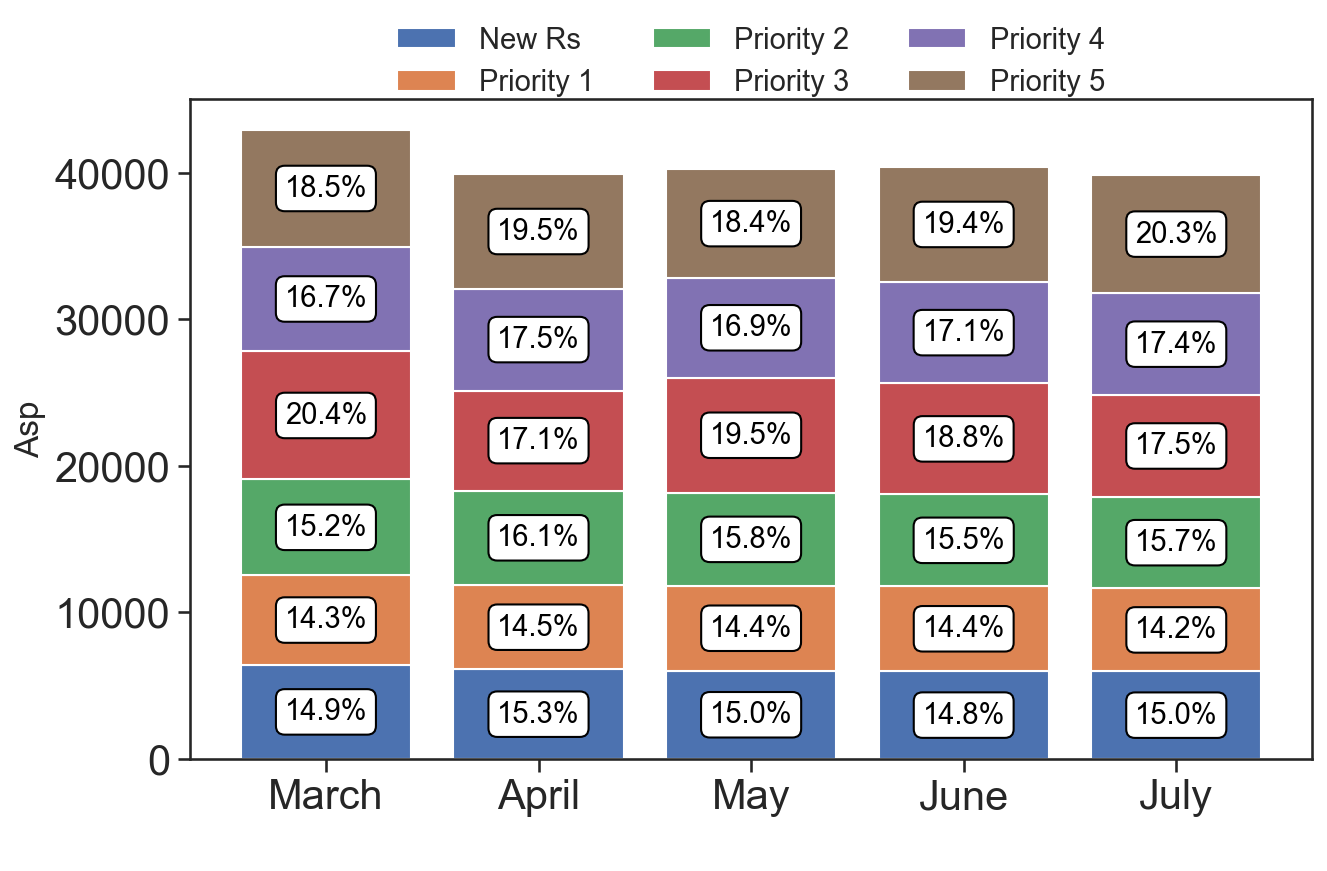 New Rs Priority 2 Priority 4
Priority 1 Priority 3 Priority 5
40000
30000
20000
10000
0
Asp
18.5% 19.5% 18.4% 19.4% 20.3%
16.7% 17.5% 16.9% 17.1% 17.4%
20.4% 17.1% 19.5% 18.8% 17.5%
15.2% 16.1% 15.8% 15.5% 15.7%
14.3% 14.5% 14.4% 14.4% 14.2%
14.9% 15.3% 15.0% 14.8% 15.0%
March April May June July